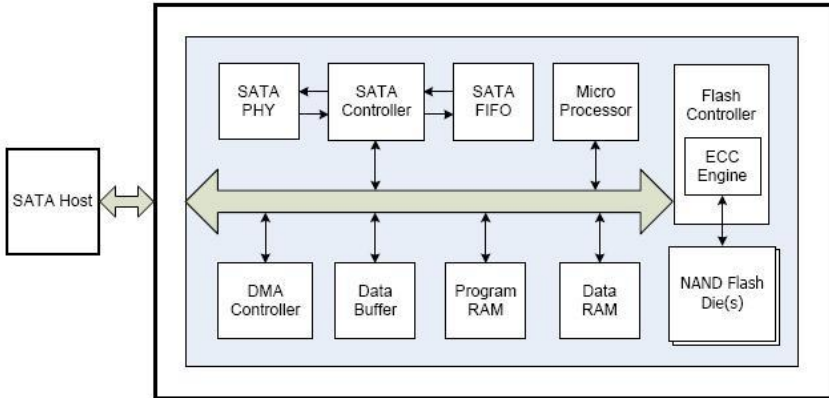 SATA
PHY
SATA
Controller
SATA
FIFO
Micro
Processor
Flash
Controller
ECC
Engine
SATA Host
DMA
Controller
Data
Buffer
Program
RAM
Data
RAM
NAND Flash
Die(s)